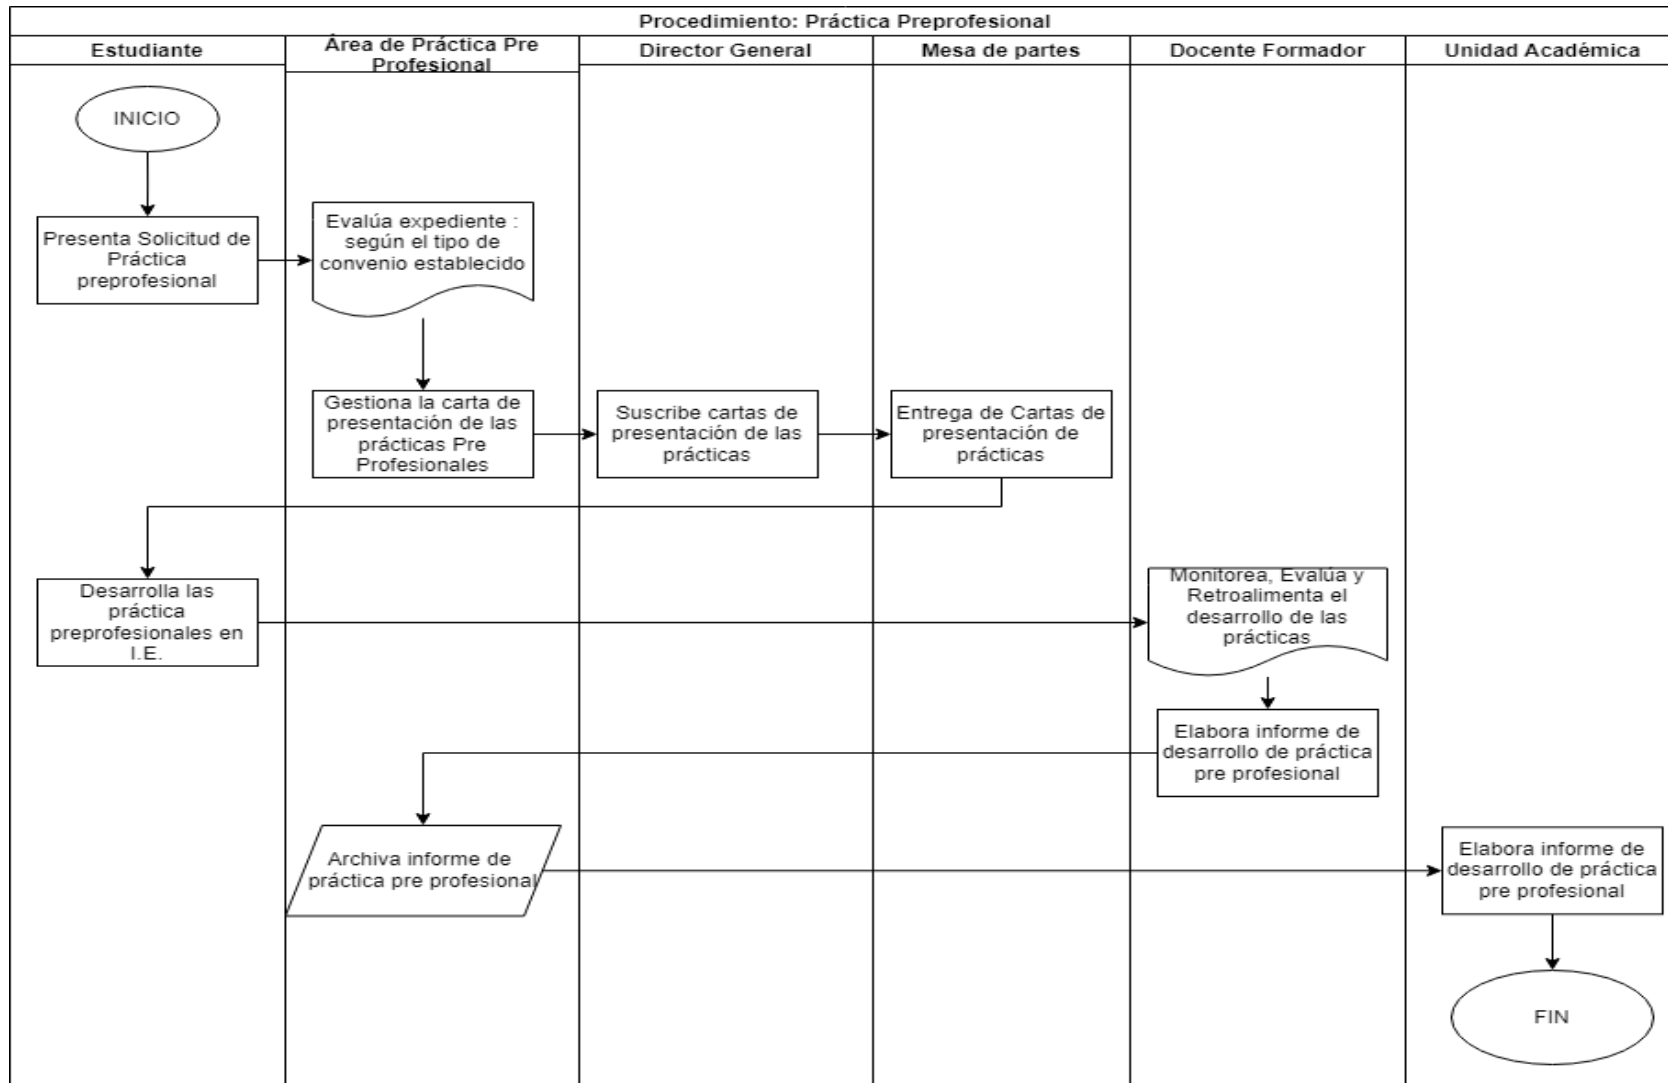 Procedimiento: Práctica Preprofesional
Estudiante
Área de Práctica Pre
Profesional
Director General
Mesa de partes
Docente Formador
Unidad Académica
INICIO
Presenta Solicitud de
Práctica
preprofesional
Evalúa expediente :
según el tipo de
convenio establecido
Gestiona la carta de
presentación de las
prácticas Pre
Profesionales
Suscribe cartas de
presentación de las
prácticas
Entrega de Cartas de
presentación de
prácticas
Desarrolla las
práctica
preprofesionales en
I.E.
Monitorea, Evalúa y
Retroalimenta el
desarrollo de las
prácticas
Elabora informe de
desarrollo de práctica
pre profesional
Archiva informe de
práctica pre profesional
Elabora informe de
desarrollo de práctica
pre profesional
FIN